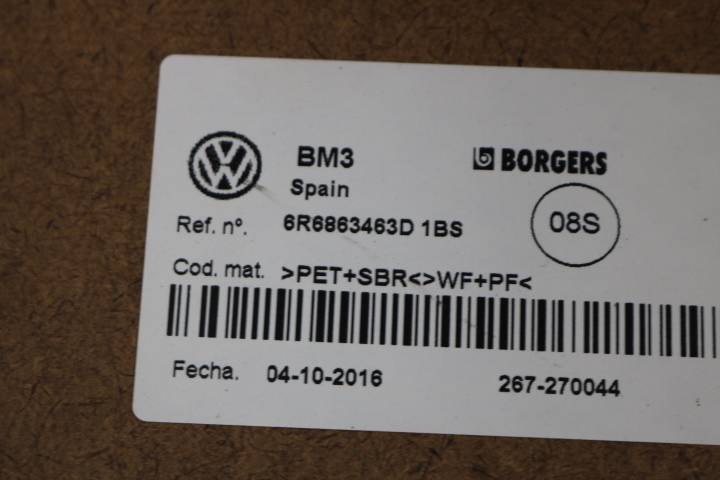 BM3 BORGERS
Spain
Ref. nº. 6R6863463D 1BS 08S
Cod. mat. >PET+SBR<>WF+PF<
Fecha. 04-10-2016 267-270044